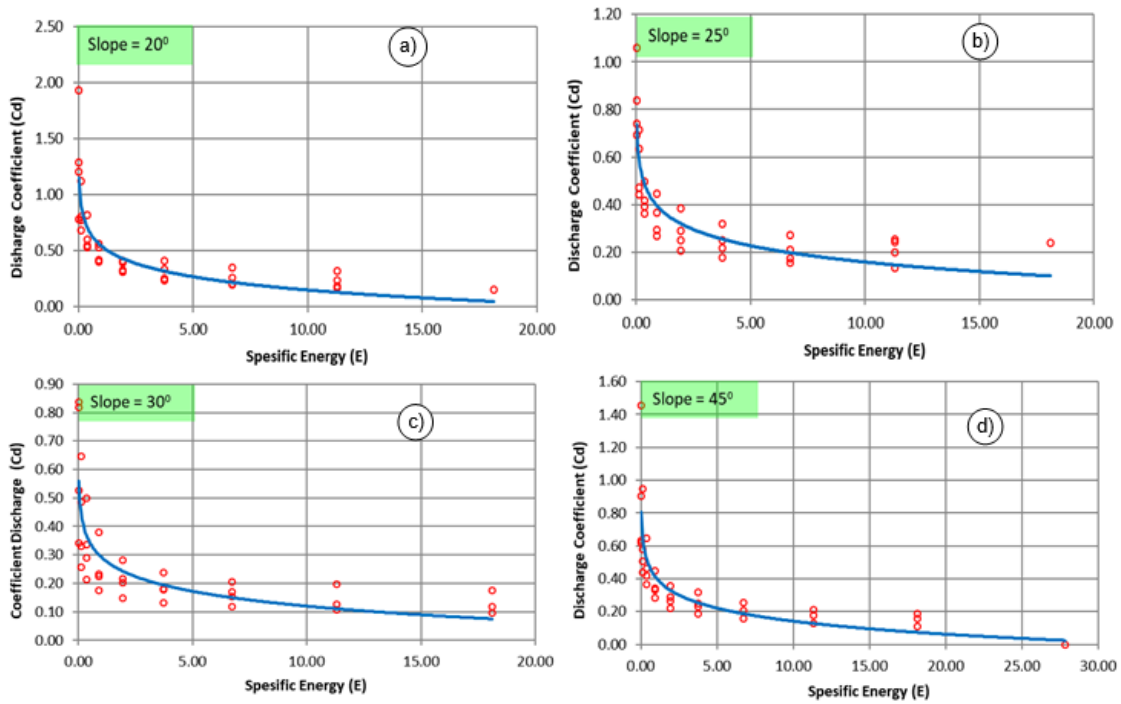 Slope = 20⁰
a)
Disharge Coefficient (Cd)
2.50
2.00
1.50
1.00
0.50
0.00
0.00 5.00 10.00 15.00 20.00
Spesific Energy (E)
Slope = 25⁰
b)
Discharge Coefficient (Cd)
1.20
1.00
0.80
0.60
0.40
0.20
0.00
0.00 5.00 10.00 15.00 20.00
Spesific Energy (E)
Slope = 30⁰
c)
Coefficient Discharge (Cd)
0.90
0.80
0.70
0.60
0.50
0.40
0.30
0.20
0.10
0.00
0.00 5.00 10.00 15.00 20.00
Spesific Energy (E)
Slope = 45⁰
d)
Discharge Coefficient (Cd)
1.60
1.40
1.20
1.00
0.80
0.60
0.40
0.20
0.00
0.00 5.00 10.00 15.00 20.00 25.00 30.00
Spesific Energy (E)